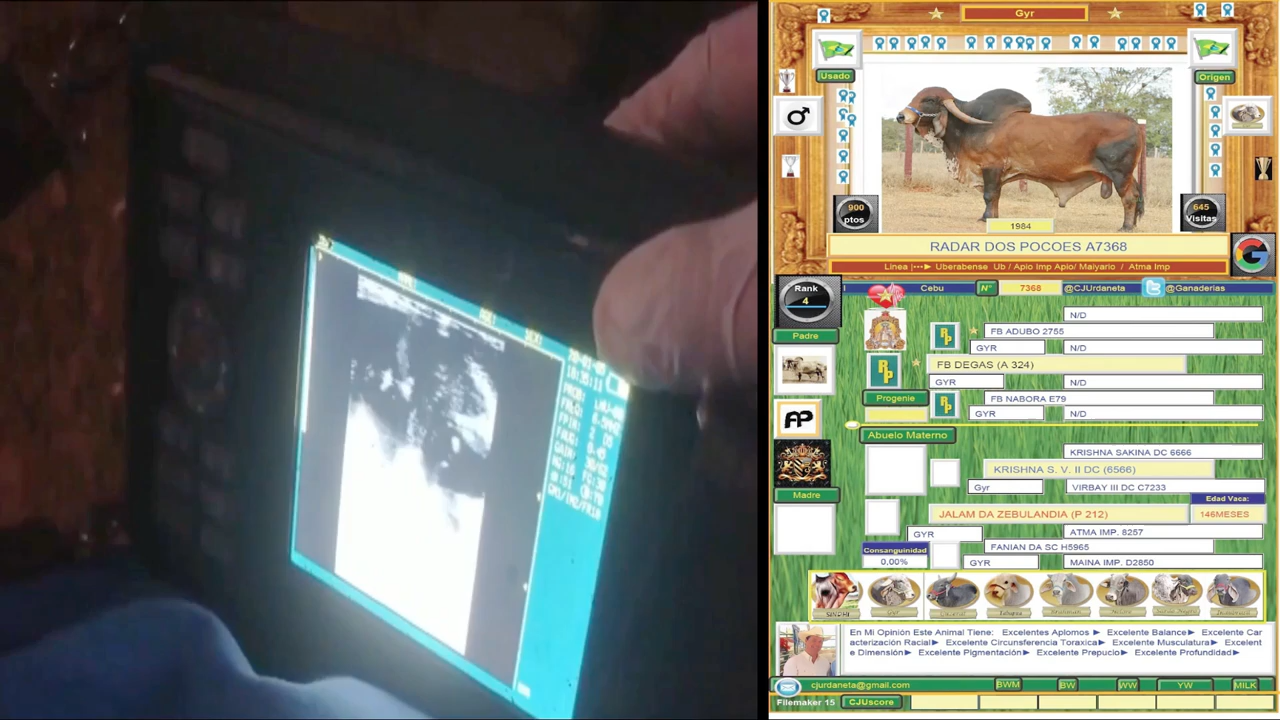 Gyr
Usado
Origen
900
ptos
645
Visitas
1984
RADAR DOS POCOES A7368
Linea |---► Uberabense Ub / Apio Imp Apio/ Malyario / Atma Imp
Rank
4
Cebu
N°
7368
@CJUrdaneta
@Ganaderias
N/D
FB ADUBO 2755
GYR
N/D
Padre
FB DEGAS (A 324)
GYR
N/D
Progenie
FB NABORA E79
GYR
N/D
Abuelo Materno
KRISHNA SAKINA DC 6666
KRISHNA S. V. II DC (6566)
Gyr
VIRBAY III DC C7233
Madre
Edad Vaca:
JALAM DA ZEBULANDIA (P 212)
146MESES
GYR
ATMA IMP. 8257
Consanguinidad
FANIAN DA SC H5965
0,00%
GYR
MAINA IMP. D2850
En Mi Opinión Este Animal Tiene: Excelentes Aplomos ► Excelente Balance► Excelente Car
acterización Racial► Excelente Circunsferencia Toraxica► Excelente Musculatura► Excelent
e Dimensión► Excelente Pigmentación► Excelente Prepucio► Excelente Profundidad►
cjurdaneta@gmail.com
BWM
BW
WW
YW
MILK
Filemaker 15
CJUscore